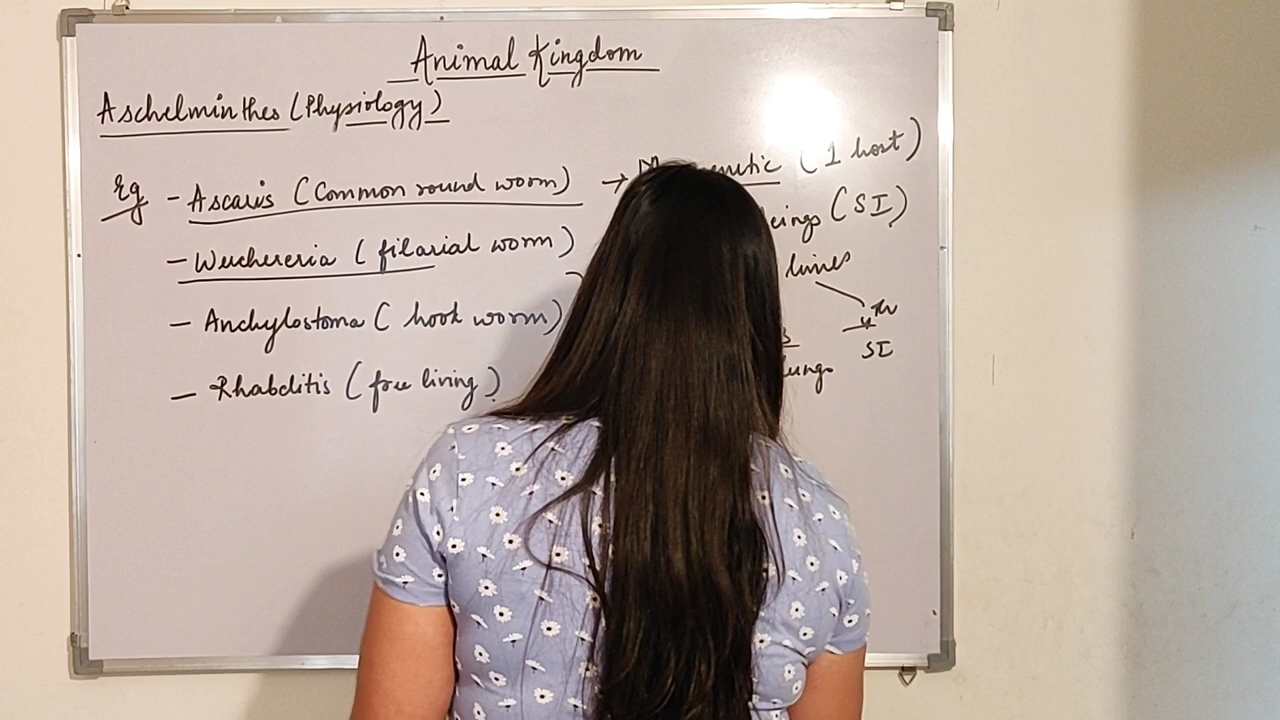 Animal Kingdom
Aschelminthes (Physiology)
Eg - Ascaris (Common round worm) → (1 host)
(SI)
- Wuchereria (filarial worm)
lives
- Anchylostoma (hook worm)
SI
- Rhabditis (free living)